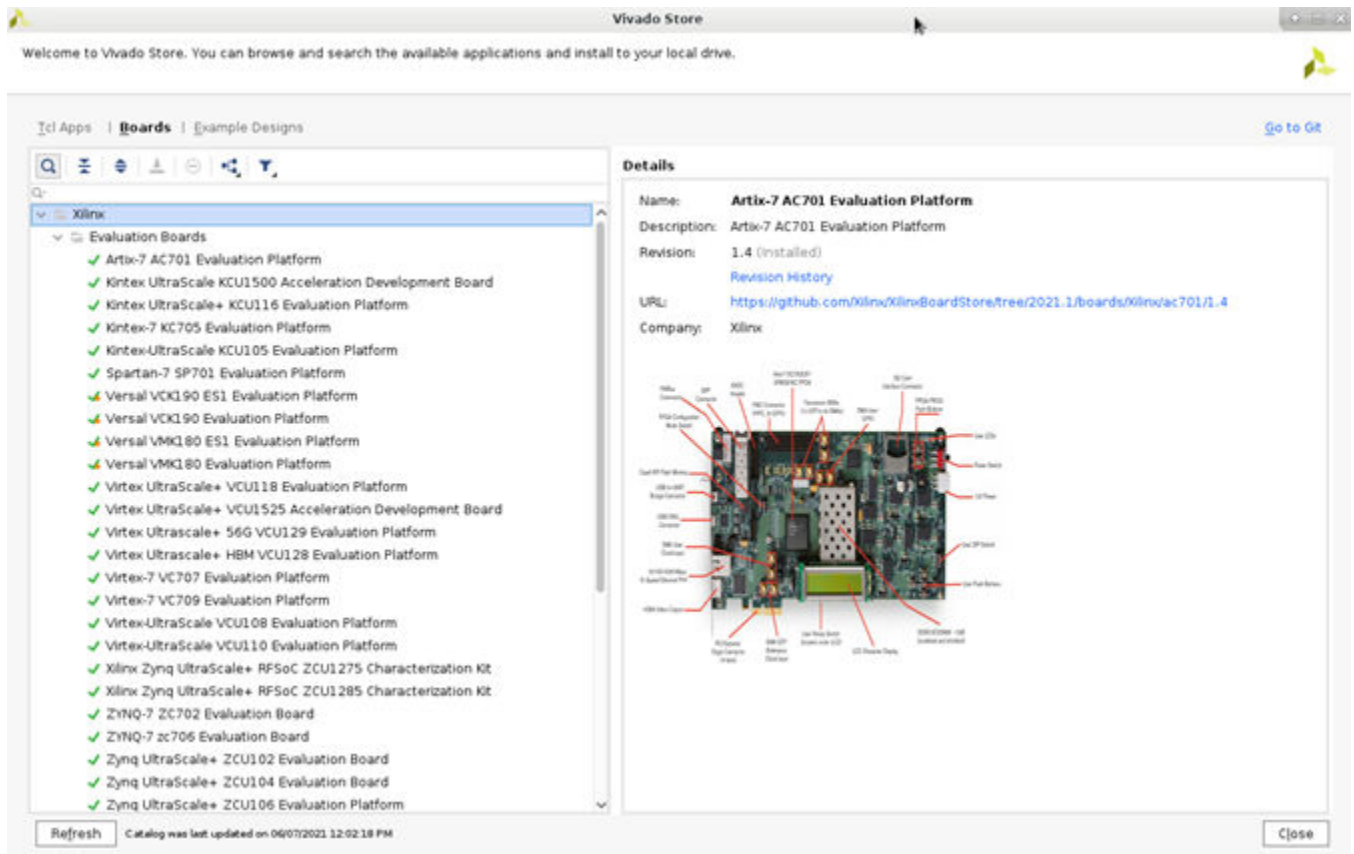 Vivado Store
Welcome to Vivado Store. You can browse and search the available applications and install to your local drive.
Tcl Apps | Boards | Example Designs
Go to Git
Xilinx
Evaluation Boards
Artix-7 AC701 Evaluation Platform
Kintex UltraScale KCU1500 Acceleration Development Board
Kintex UltraScale+ KCU116 Evaluation Platform
Kintex-7 KC705 Evaluation Platform
Kintex-UltraScale KCU105 Evaluation Platform
Spartan-7 SP701 Evaluation Platform
Versal VCK190 ES1 Evaluation Platform
Versal VCK190 Evaluation Platform
Versal VMK180 ES1 Evaluation Platform
Versal VMK180 Evaluation Platform
Virtex UltraScale+ VCU118 Evaluation Platform
Virtex UltraScale+ VCU1525 Acceleration Development Board
Virtex Ultrascale+ 56G VCU129 Evaluation Platform
Virtex Ultrascale+ HBM VCU128 Evaluation Platform
Virtex-7 VC707 Evaluation Platform
Virtex-7 VC709 Evaluation Platform
Virtex-UltraScale VCU108 Evaluation Platform
Virtex-UltraScale VCU110 Evaluation Platform
Xilinx Zynq UltraScale+ RFSoC ZCU1275 Characterization Kit
Xilinx Zynq UltraScale+ RFSoC ZCU1285 Characterization Kit
ZYNQ-7 ZC702 Evaluation Board
ZYNQ-7 zc706 Evaluation Board
Zynq UltraScale+ ZCU102 Evaluation Board
Zynq UltraScale+ ZCU104 Evaluation Board
Zynq UltraScale+ ZCU106 Evaluation Platform
Details
Name: Artix-7 AC701 Evaluation Platform
Description: Artix-7 AC701 Evaluation Platform
Revision: 1.4 (Installed)
Revision History
URL: https://github.com/Xilinx/XilinxBoardStore/tree/2021.1/boards/Xilinx/ac701/1.4
Company: Xilinx
Refresh
Catalog was last updated on 06/07/2021 12:02:18 PM
Close